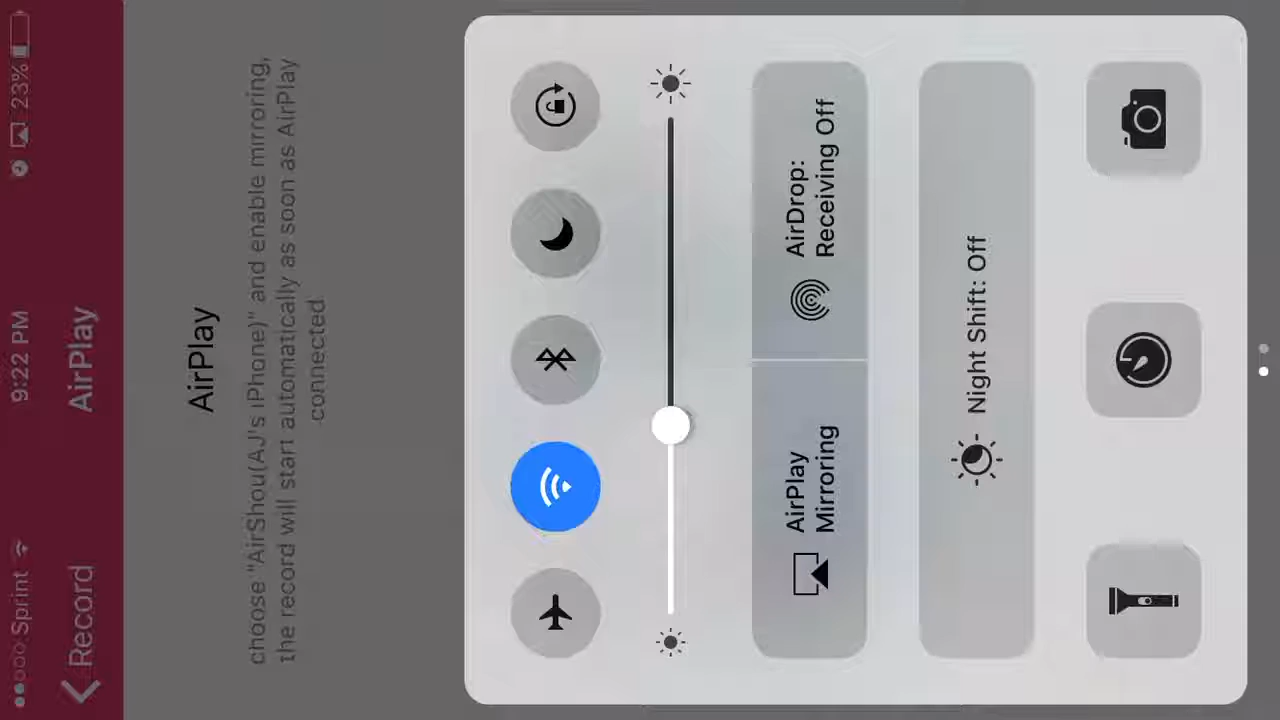 Sprint 9:22 PM 23%
Record AirPlay
AirPlay
choose "AirShou(AJ's iPhone)" and enable mirroring,
the record will start automatically as soon as AirPlay
connected
AirPlay
Mirroring
AirDrop:
Receiving Off
Night Shift: Off